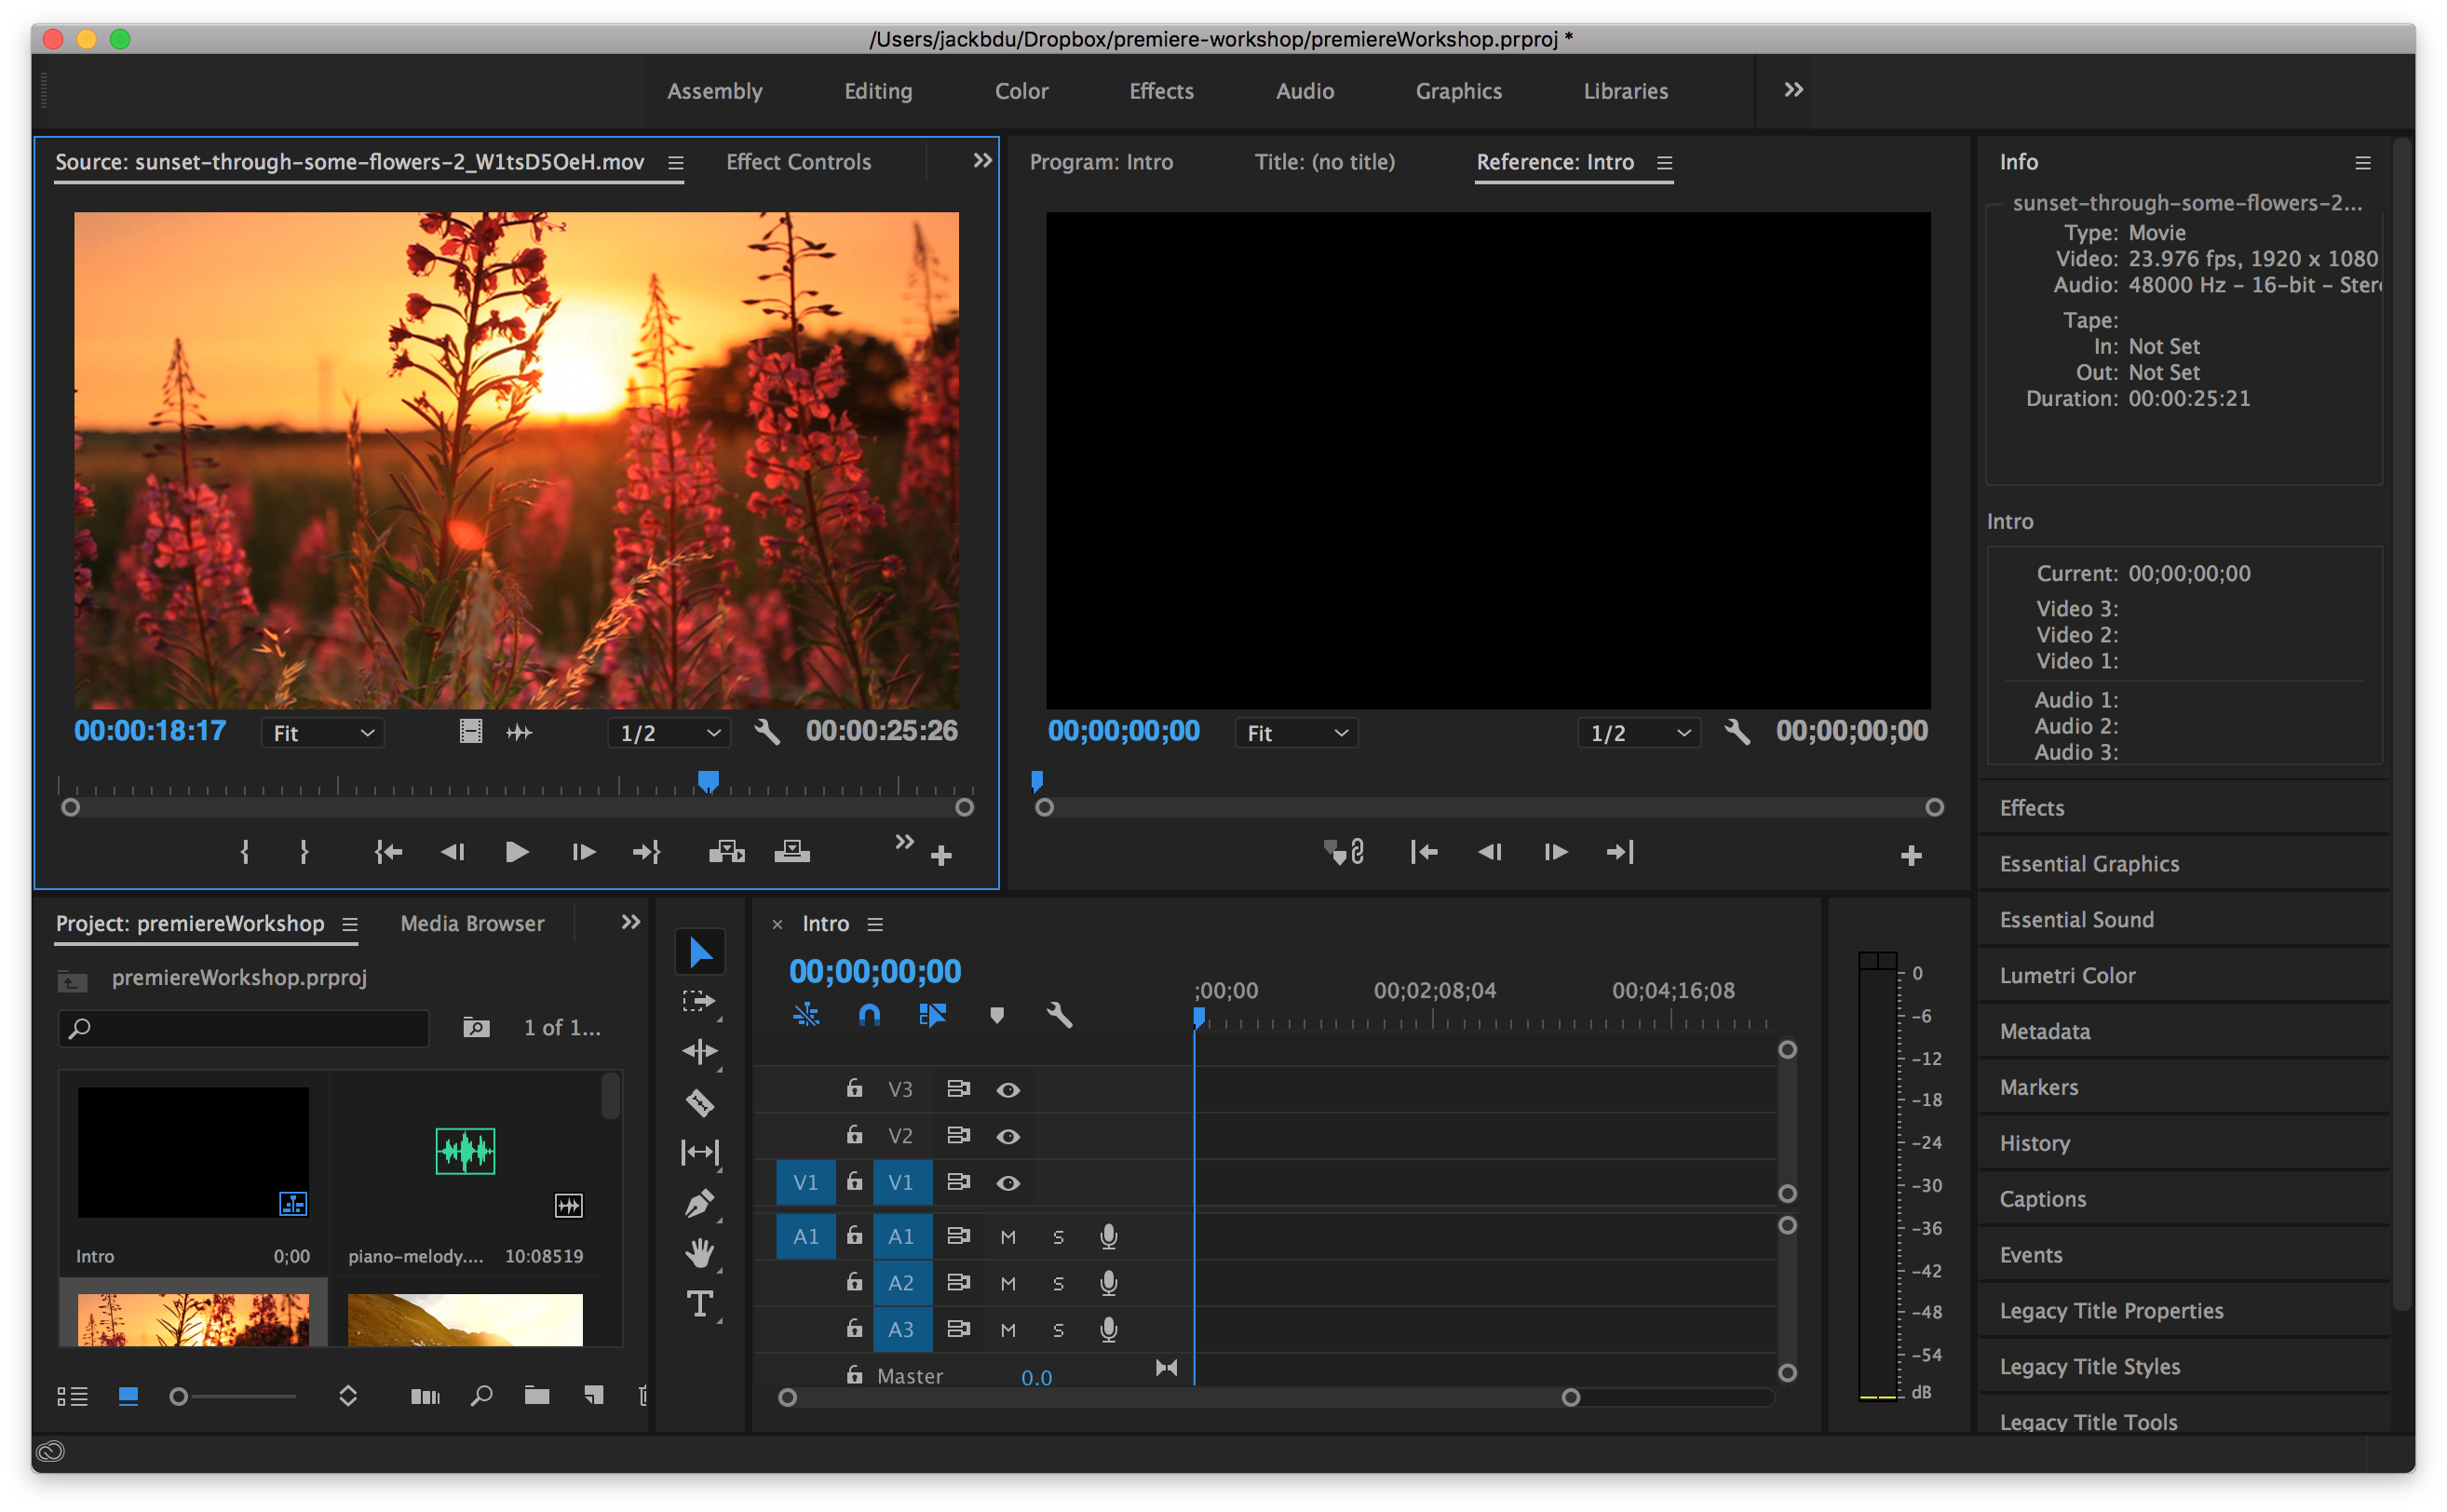 /Users/jackbdu/Dropbox/premiere-workshop/premiereWorkshop.prproj *
Assembly Editing Color Effects Audio Graphics Libraries
Source: sunset-through-some-flowers-2_W1tsD5OeH.mov Effect Controls
00:00:18:17 Fit 1/2 00:00:25:26
Program: Intro Title: (no title) Reference: Intro
00;00;00;00 Fit 1/2 00;00;00;00
Info
sunset-through-some-flowers-2...
Type: Movie
Video: 23.976 fps, 1920 x 1080
Audio: 48000 Hz - 16-bit - Stere
Tape:
In: Not Set
Out: Not Set
Duration: 00:00:25:21
Intro
Current: 00;00;00;00
Video 3:
Video 2:
Video 1:
Audio 1:
Audio 2:
Audio 3:
Effects
Essential Graphics
Essential Sound
Lumetri Color
Metadata
Markers
History
Captions
Events
Legacy Title Properties
Legacy Title Styles
Legacy Title Tools
Project: premiereWorkshop Media Browser
premiereWorkshop.prproj
1 of 1...
Intro 0;00
piano-melody.... 10:08519
Intro
00;00;00;00
;00;00 00;02;08;04 00;04;16;08
V3
V2
V1 V1
A1 A1 M S
A2 M S
A3 M S
Master 0.0
0
-6
-12
-18
-24
-30
-36
-42
-48
-54
dB